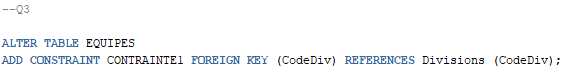 --Q3
ALTER TABLE EQUIPES
ADD CONSTRAINT CONTRAINTE1 FOREIGN KEY (CodeDiv) REFERENCES Divisions (CodeDiv);